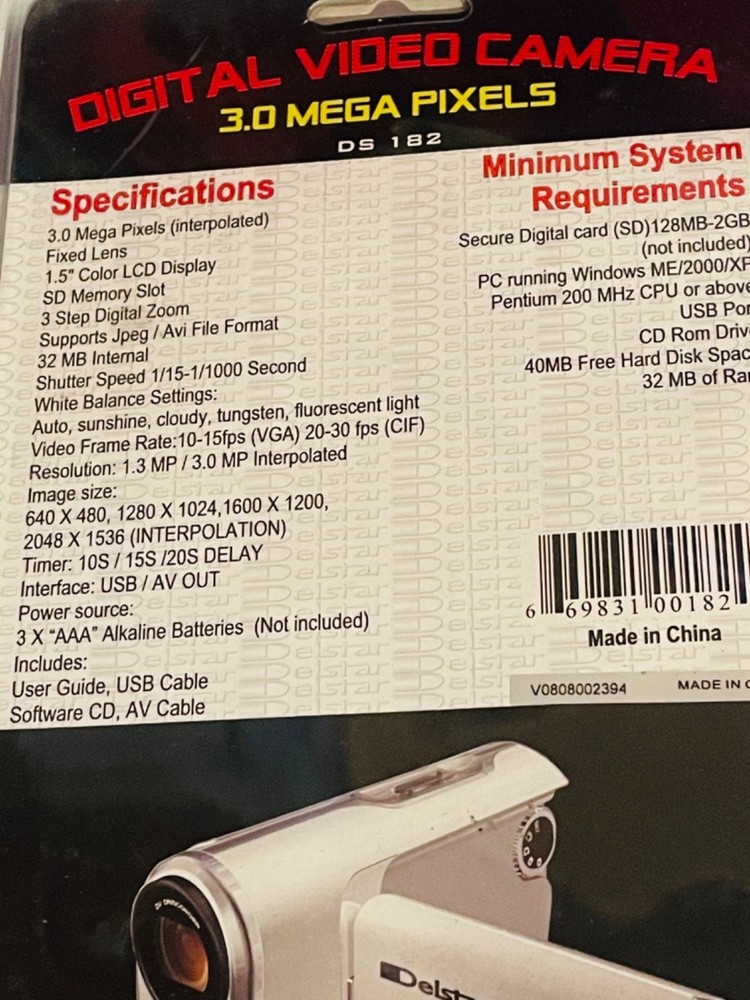 DIGITAL VIDEO CAMERA
3.0 MEGA PIXELS
DS 182
Specifications
3.0 Mega Pixels (interpolated)
Fixed Lens
1.5" Color LCD Display
SD Memory Slot
3 Step Digital Zoom
Supports Jpeg / Avi File Format
32 MB Internal
Shutter Speed 1/15-1/1000 Second
White Balance Settings:
Auto, sunshine, cloudy, tungsten, fluorescent light
Video Frame Rate:10-15fps (VGA) 20-30 fps (CIF)
Resolution: 1.3 MP / 3.0 MP Interpolated
Image size:
640 X 480, 1280 X 1024,1600 X 1200,
2048 X 1536 (INTERPOLATION)
Timer: 10S / 15S /20S DELAY
Interface: USB / AV OUT
Power source:
3 X “AAA” Alkaline Batteries (Not included)
Includes:
User Guide, USB Cable
Software CD, AV Cable
Minimum System
Requirements
Secure Digital card (SD)128MB-2GB
(not included)
PC running Windows ME/2000/XP
Pentium 200 MHz CPU or above
USB Por
CD Rom Driv
40MB Free Hard Disk Spac
32 MB of Ra
6 69831 00182
Made in China
V0808002394 MADE IN
Delst